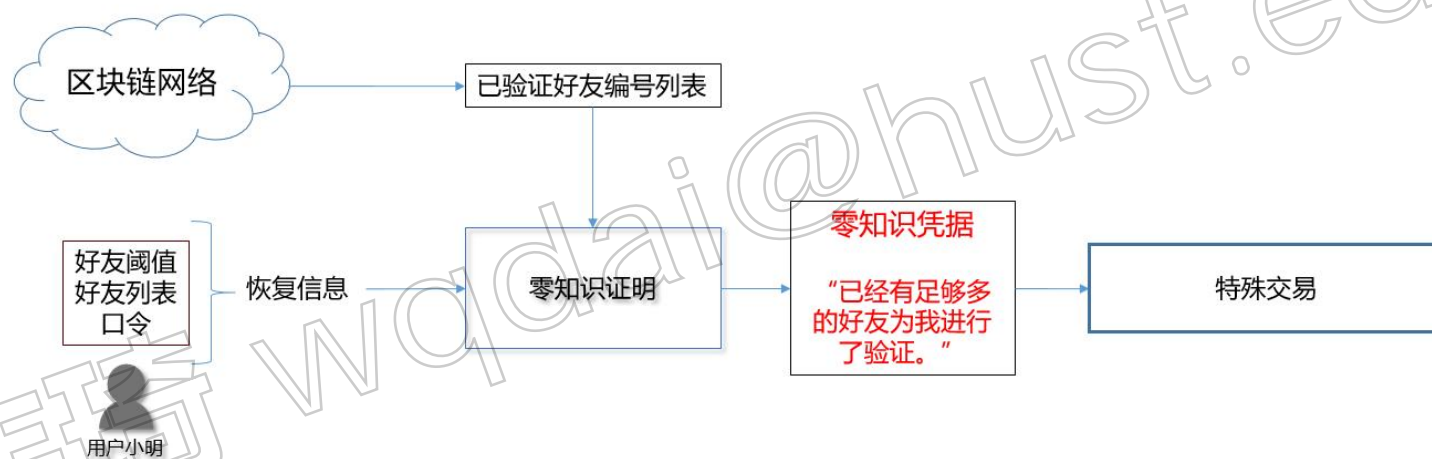 区块链网络
已验证好友编号列表
好友阈值
好友列表
口令
恢复信息
零知识证明
零知识凭据
“已经有足够多
的好友为我进行
了验证。”
特殊交易
用户小明
琦 wqdai@hust.ed